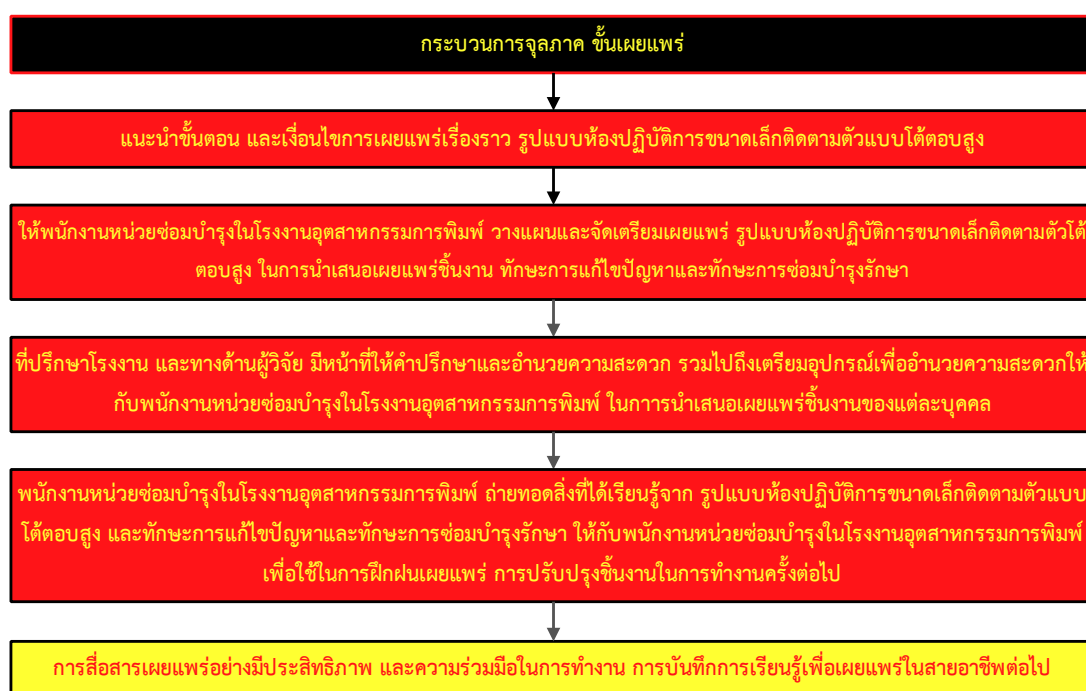 กระบวนการจุลภาค ขั้นเผยแพร่
แนะนำขั้นตอน และเงื่อนไขการเผยแพร่เรื่องราว รูปแบบห้องปฏิบัติการขนาดเล็กติดตามตัวแบบโต้ตอบสูง
ให้พนักงานหน่วยซ่อมบำรุงในโรงงานอุตสาหกรรมการพิมพ์ วางแผนและจัดเตรียมเผยแพร่ รูปแบบห้องปฏิบัติการขนาดเล็กติดตามตัวโต้
ตอบสูง ในการนำเสนอเผยแพร่ชิ้นงาน ทักษะการแก้ไขปัญหาและทักษะการซ่อมบำรุงรักษา
ที่ปรึกษาโรงงาน และทางด้านผู้วิจัย มีหน้าที่ให้คำปรึกษาและอำนวยความสะดวก รวมไปถึงเตรียมอุปกรณ์เพื่ออำนวยความสะดวกให้
กับพนักงานหน่วยซ่อมบำรุงในโรงงานอุตสาหกรรมการพิมพ์ ในกาารนำเสนอเผยแพร่ชิ้นงานของแต่ละบุคคล
พนักงานหน่วยซ่อมบำรุงในโรงงานอุตสาหกรรมการพิมพ์ ถ่ายทอดสิ่งที่ได้เรียนรู้จาก รูปแบบห้องปฏิบัติการขนาดเล็กติดตามตัวแบบ
โต้ตอบสูง และทักษะการแก้ไขปัญหาและทักษะการซ่อมบำรุงรักษา ให้กับพนักงานหน่วยซ่อมบำรุงในโรงงานอุตสาหกรรมการพิมพ์
เพื่อใช้ในการฝึกฝนเผยแพร่ การปรับปรุงชิ้นงานในการทำงานครั้งต่อไป
การสื่อสารเผยแพร่อย่างมีประสิทธิภาพ และความร่วมมือในการทำงาน การบันทึกการเรียนรู้เพื่อเผยแพร่ในสายอาชีพต่อไป